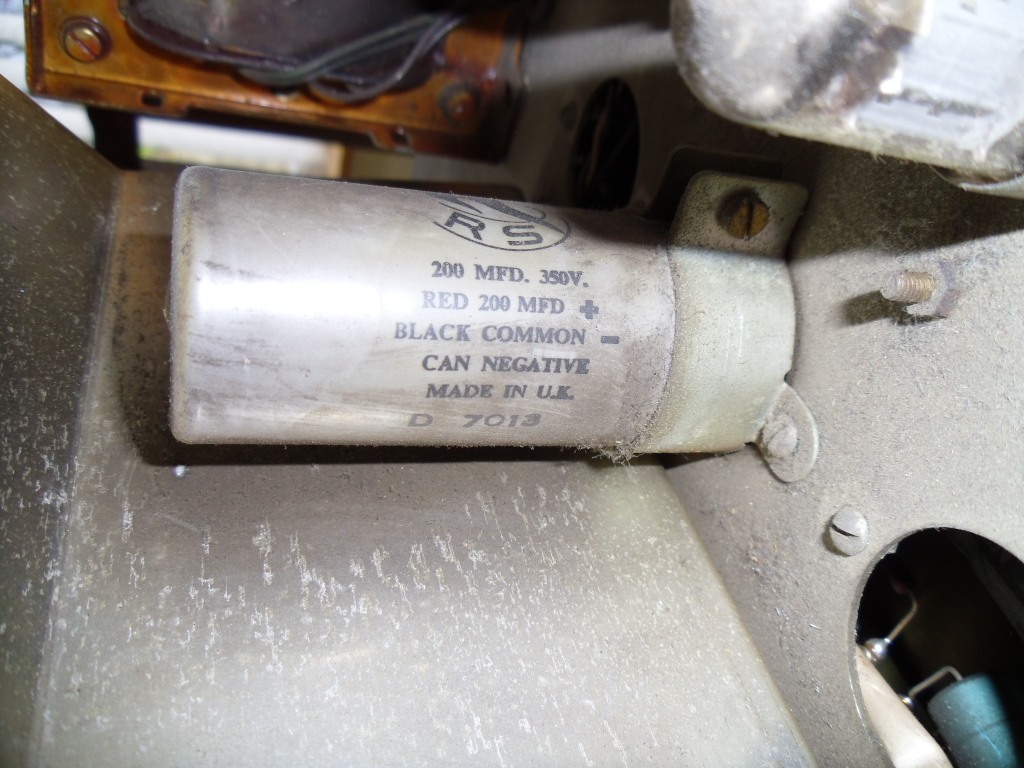 RS
200 MFD. 350V.
RED 200 MFD +
BLACK COMMON -
CAN NEGATIVE
MADE IN U.K.
D 7013